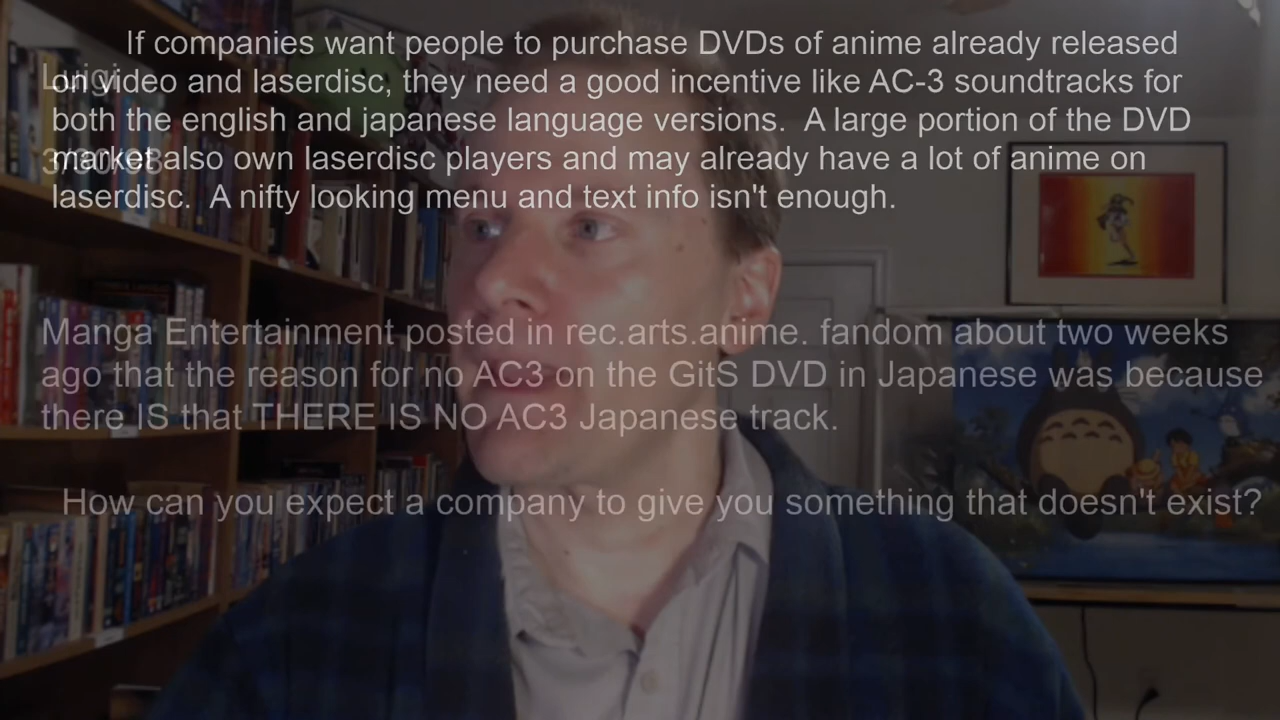 If companies want people to purchase DVDs of anime already released
Luigi
on video and laserdisc, they need a good incentive like AC-3 soundtracks for
both the english and japanese language versions.  A large portion of the DVD
3/30/98
market also own laserdisc players and may already have a lot of anime on
laserdisc.  A nifty looking menu and text info isn't enough.
Manga Entertainment posted in rec.arts.anime. fandom about two weeks
ago that the reason for no AC3 on the GitS DVD in Japanese was because
there IS that THERE IS NO AC3 Japanese track.
How can you expect a company to give you something that doesn't exist?